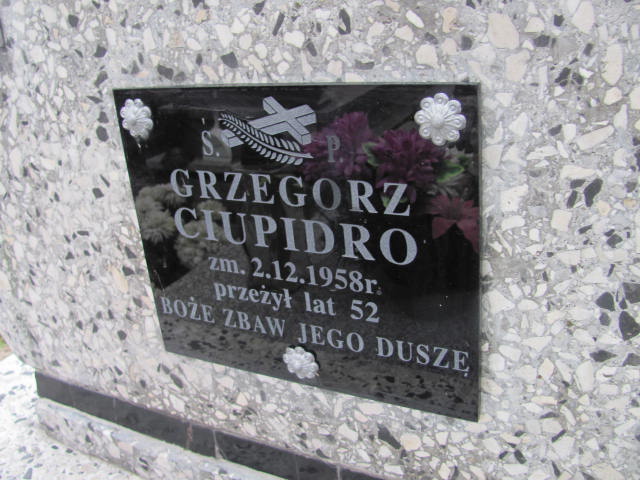 Ś. P.
GRZEGORZ
CIUPIDRO
zm. 2.12.1958r.
przeżył lat 52
BOŻE ZBAW JEGO DUSZĘ